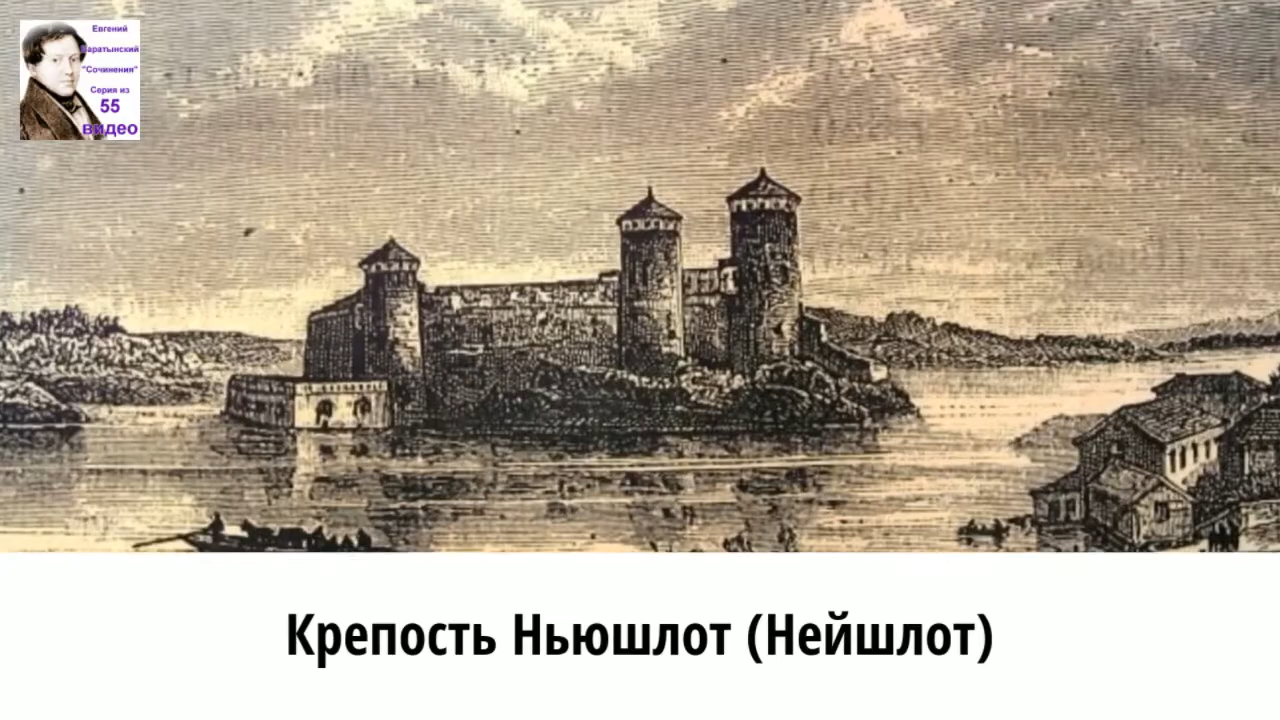 Евгений
Баратынский
"Сочинения"
Серия из
55
видео
Крепость Ньюшлот (Нейшлот)